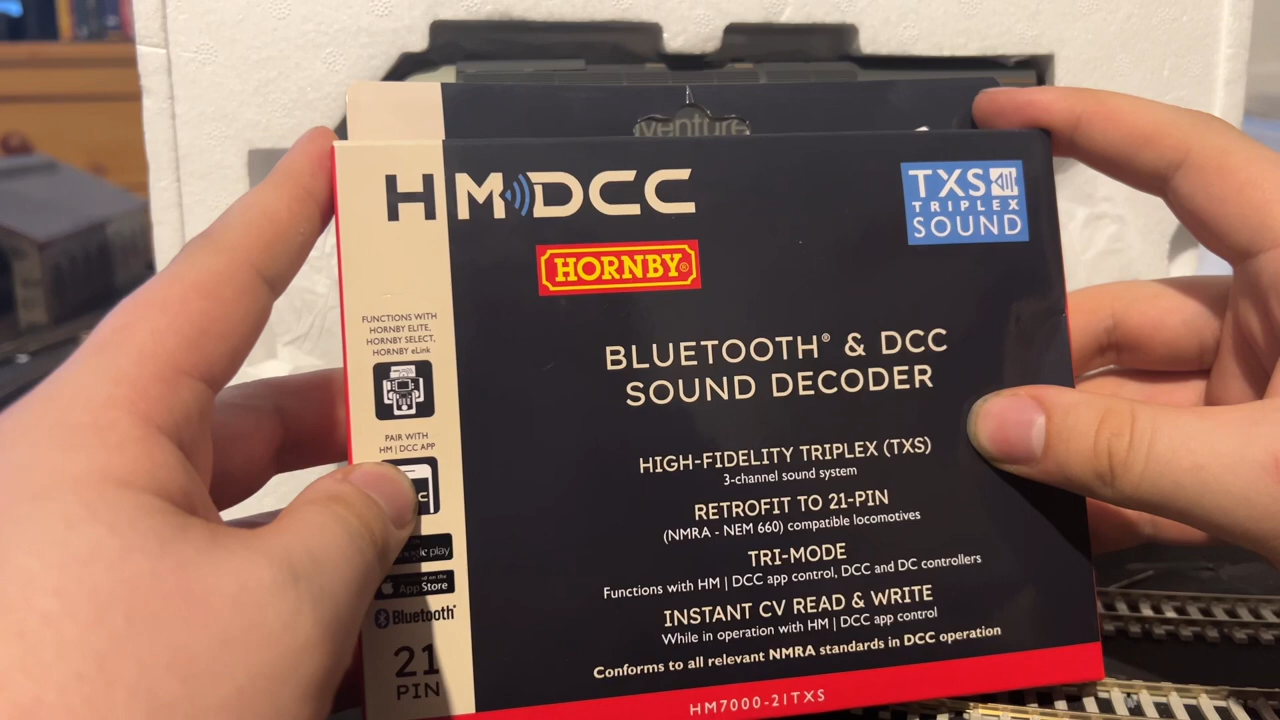 HM DCC
HORNBY®
TXS
TRIPLEX
SOUND
FUNCTIONS WITH
HORNBY ELITE,
HORNBY SELECT,
HORNBY eLink
PAIR WITH
HM | DCC APP
play
App Store
Bluetooth®
21
PIN
BLUETOOTH® & DCC
SOUND DECODER
HIGH-FIDELITY TRIPLEX (TXS)
3-channel sound system
RETROFIT TO 21-PIN
(NMRA - NEM 660) compatible locomotives
TRI-MODE
Functions with HM | DCC app control, DCC and DC controllers
INSTANT CV READ & WRITE
While in operation with HM | DCC app control
Conforms to all relevant NMRA standards in DCC operation
HM7000-21TXS